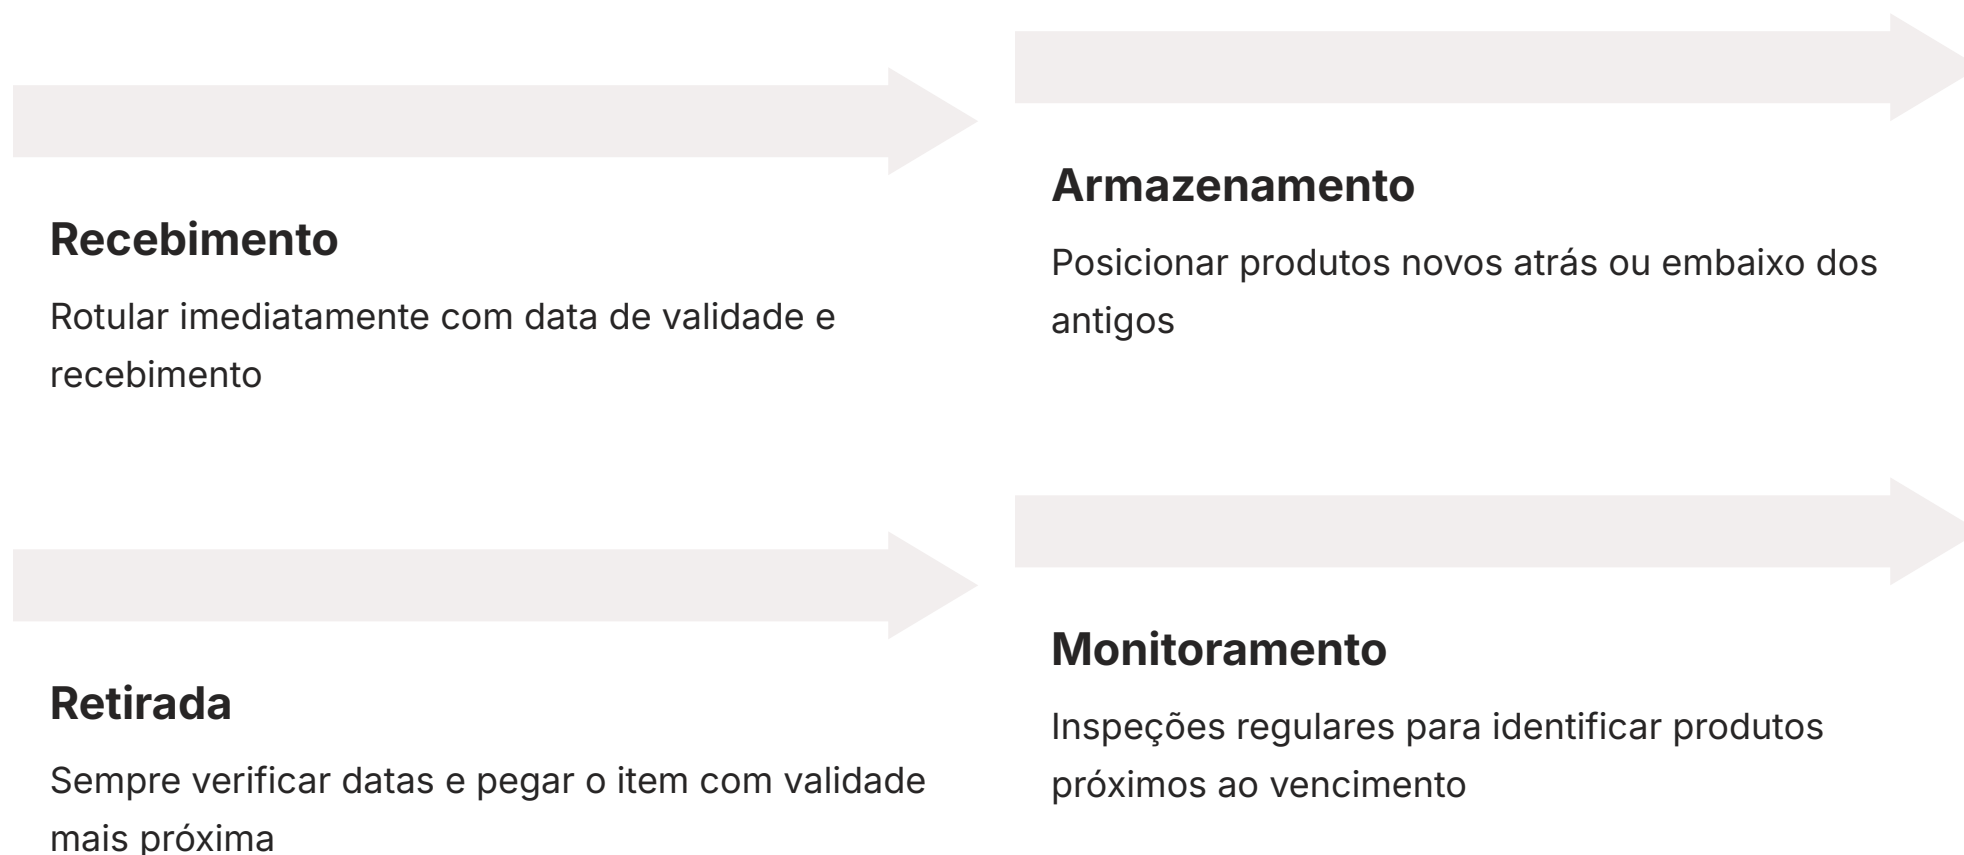 Recebimento
Rotular imediatamente com data de validade e
recebimento
Armazenamento
Posicionar produtos novos atrás ou embaixo dos
antigos
Retirada
Sempre verificar datas e pegar o item com validade
mais próxima
Monitoramento
Inspeções regulares para identificar produtos
próximos ao vencimento